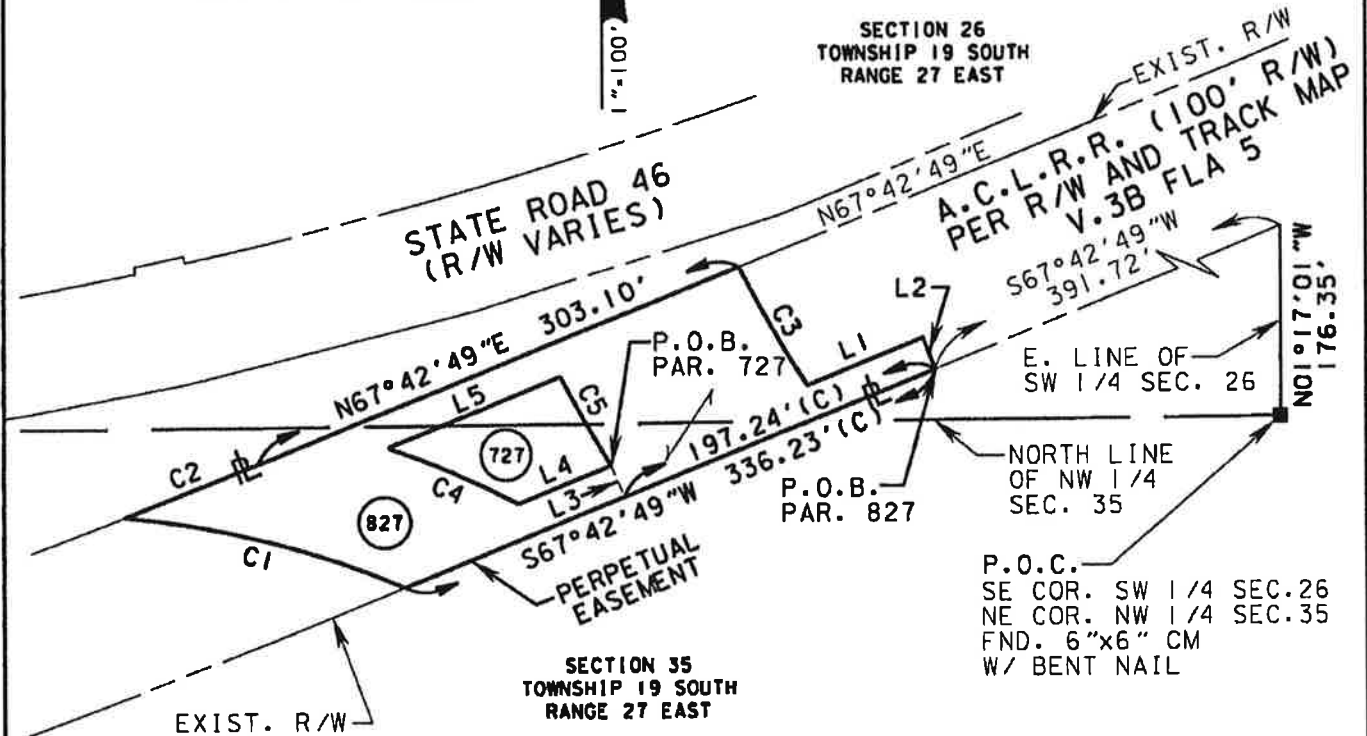 1"=100'
SECTION 26
TOWNSHIP 19 SOUTH
RANGE 27 EAST
EXIST. R/W
STATE ROAD 46
(R/W VARIES)
N67°42'49"E
A.C.L.R.R. (100' R/W)
PER R/W AND TRACK MAP
V.3B FLA 5
S67°42'49"W
391.72'
N01°17'01"W
176.35'
E. LINE OF
SW 1/4 SEC. 26
L2
L1
C3
N67°42'49"E 303.10'
P.O.B.
PAR. 727
L5
C5
727
L4
L3
C4
C2
PL
827
C1
197.24'(C)
336.23'(C)
PL
S67°42'49"W
P.O.B.
PAR. 827
NORTH LINE
OF NW 1/4
SEC. 35
PERPETUAL
EASEMENT
P.O.C.
SE COR. SW 1/4 SEC.26
NE COR. NW 1/4 SEC.35
FND. 6"x6" CM
W/ BENT NAIL
SECTION 35
TOWNSHIP 19 SOUTH
RANGE 27 EAST
EXIST. R/W